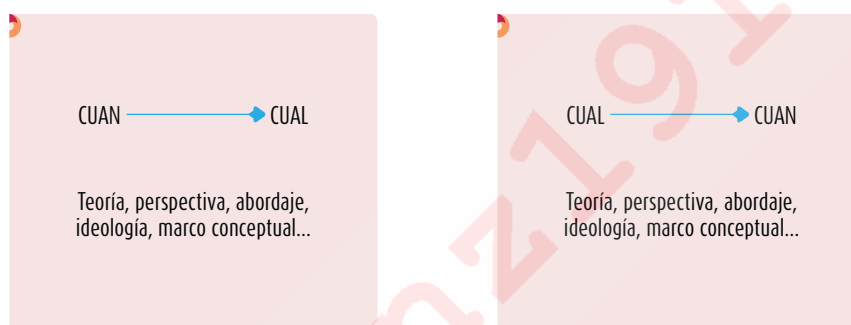 CUAN CUAL
Teoría, perspectiva, abordaje,
ideología, marco conceptual...
CUAL CUAN
Teoría, perspectiva, abordaje,
ideología, marco conceptual...